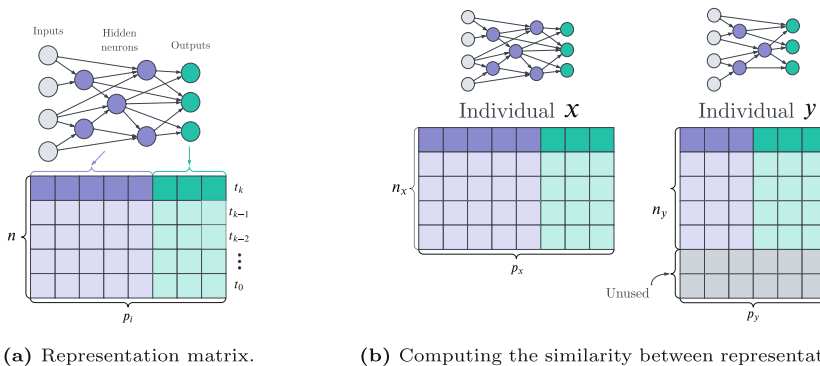 Inputs
Hidden
neurons
Outputs
t_k
t_{k−1}
t_{k−2}
t_0
n
p_i
(a) Representation matrix.
Individual x
n_x
p_x
Individual y
n_y
Unused
p_y
(b) Computing the similarity between representat